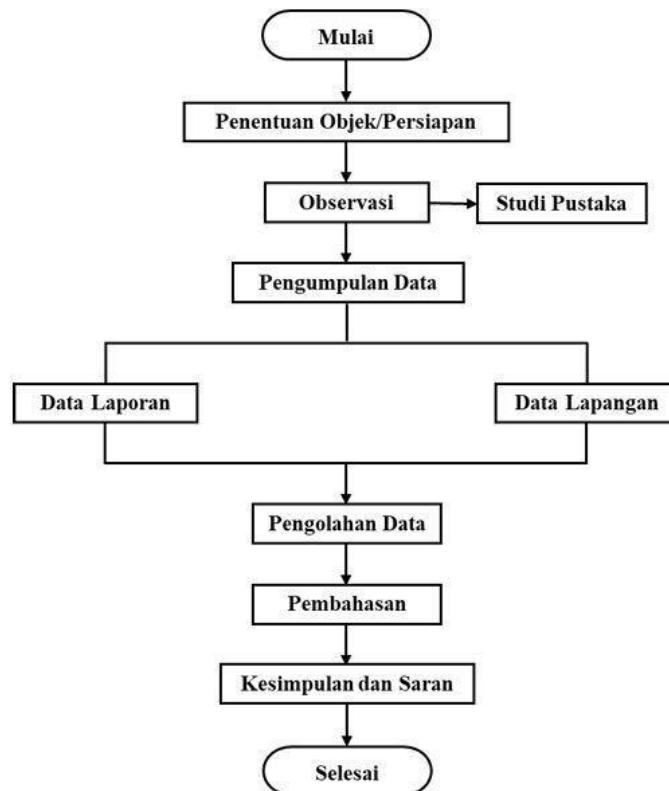 Mulai
Penentuan Objek/Persiapan
Observasi
Studi Pustaka
Pengumpulan Data
Data Laporan
Data Lapangan
Pengolahan Data
Pembahasan
Kesimpulan dan Saran
Selesai